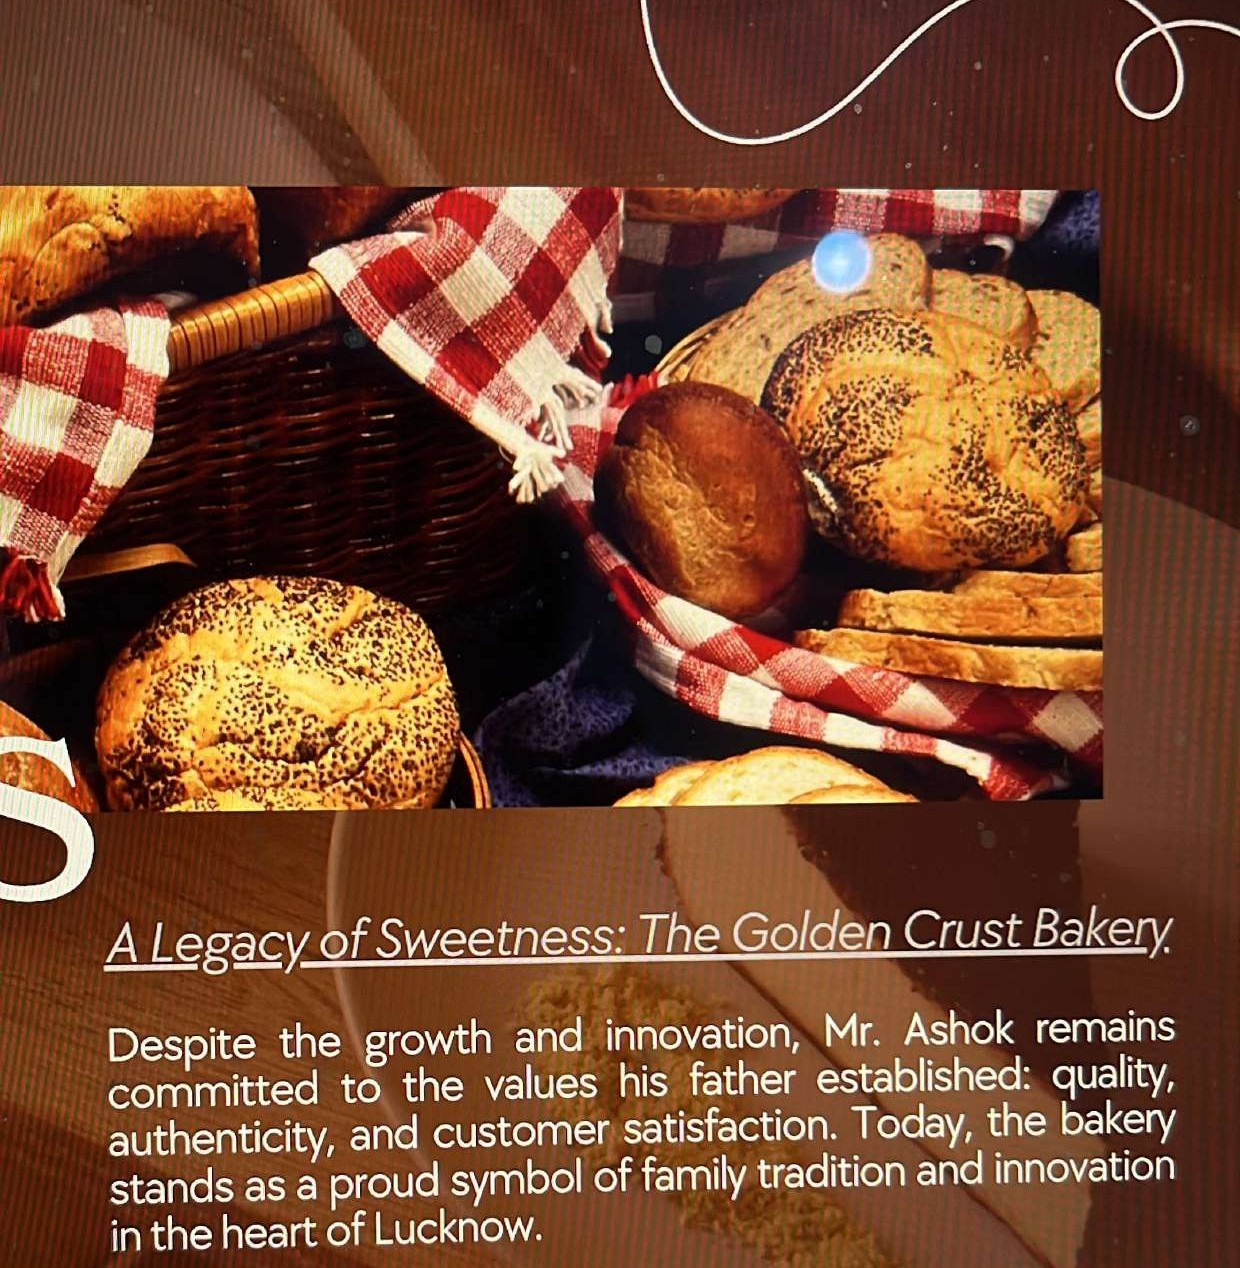 S
A Legacy of Sweetness: The Golden Crust Bakery.
Despite the growth and innovation, Mr. Ashok remains
committed to the values his father established: quality,
authenticity, and customer satisfaction. Today, the bakery
stands as a proud symbol of family tradition and innovation
in the heart of Lucknow.